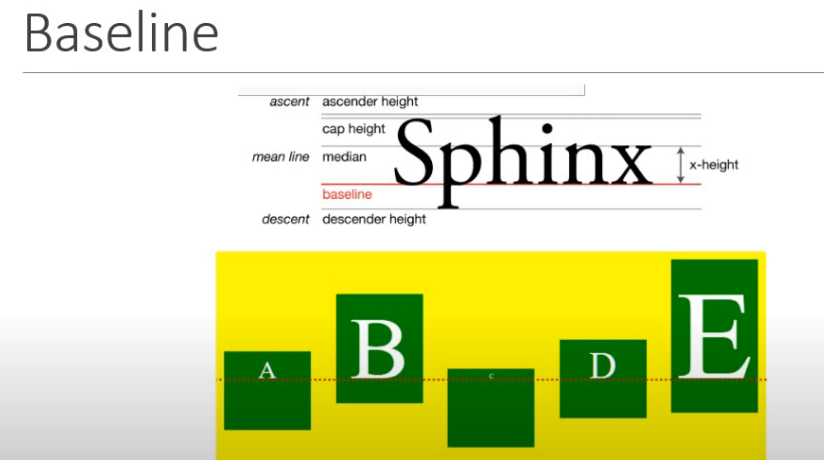 Baseline
ascent ascender height
cap height
Sphinx
mean line median
x-height
baseline
descent descender height
A B c D E